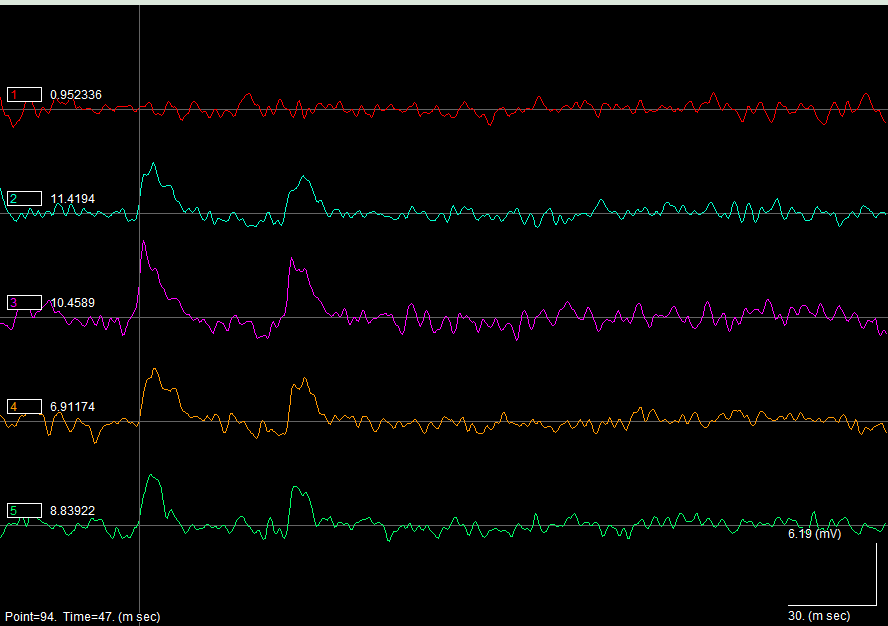 1 0.952336
2 11.4194
3 10.4589
4 6.91174
5 8.83922
6.19 (mV)
30. (m sec)
Point=94. Time=47. (m sec)